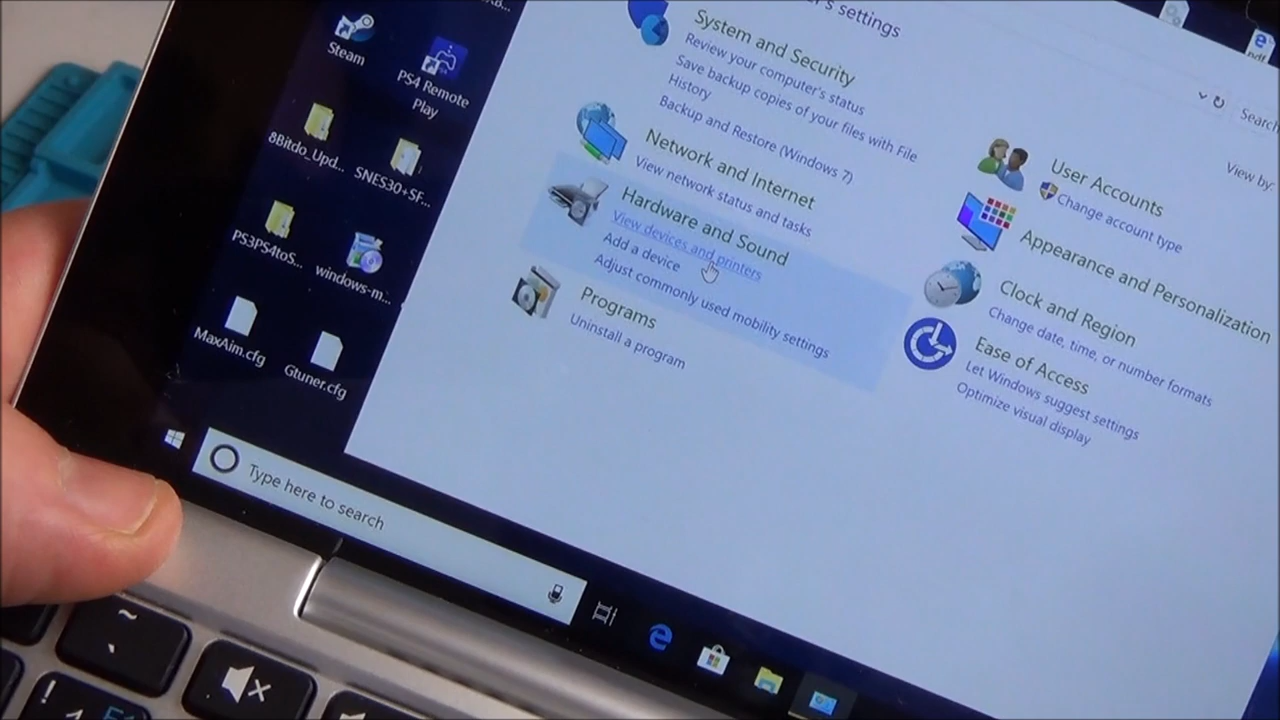 Steam
PS4 Remote
Play
8Bitdo_Upd...
SNES30+SF...
PS3PS4toS...
windows-m...
MaxAim.cfg
Gtuner.cfg
Type here to search
System and Security
Review your computer's status
Save backup copies of your files with File
History
Backup and Restore (Windows 7)
Network and Internet
View network status and tasks
Hardware and Sound
View devices and printers
Add a device
Adjust commonly used mobility settings
Programs
Uninstall a program
settings
View by:
User Accounts
Change account type
Appearance and Personalization
Clock and Region
Change date, time, or number formats
Ease of Access
Let Windows suggest settings
Optimize visual display
pdf
~
!
1